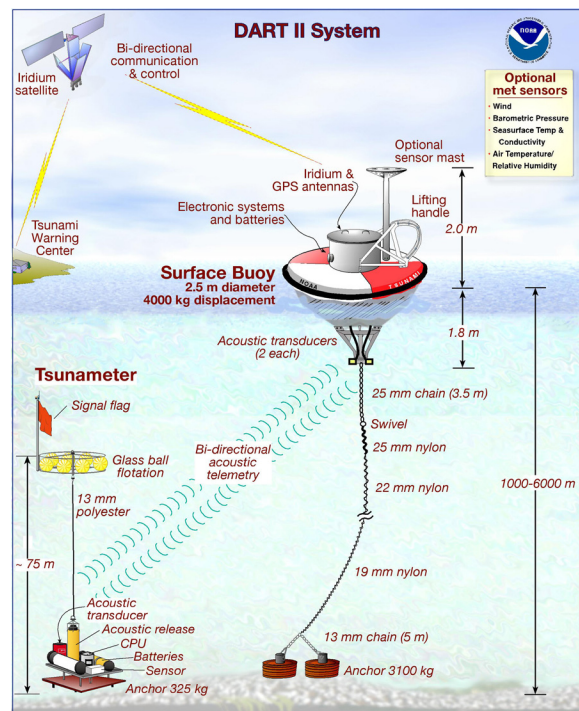 DART II System
Bi-directional
communication
& control
Iridium
satellite
NOAA
Optional
met sensors
· Wind
· Barometric Pressure
· Seasurface Temp &
Conductivity
· Air Temperature/
Relative Humidity
Optional
sensor mast
Iridium &
GPS antennas
Lifting
handle
2.0 m
Electronic systems
and batteries
Tsunami
Warning
Center
Surface Buoy
2.5 m diameter
4000 kg displacement
NOAA
TSUNAMI
1.8 m
Acoustic transducers
(2 each)
Tsunameter
Signal flag
25 mm chain (3.5 m)
Swivel
25 mm nylon
Glass ball
flotation
Bi-directional
acoustic
telemetry
22 mm nylon
1000-6000 m
13 mm
polyester
~ 75 m
19 mm nylon
Acoustic
transducer
Acoustic release
CPU
Batteries
Sensor
Anchor 325 kg
13 mm chain (5 m)
Anchor 3100 kg